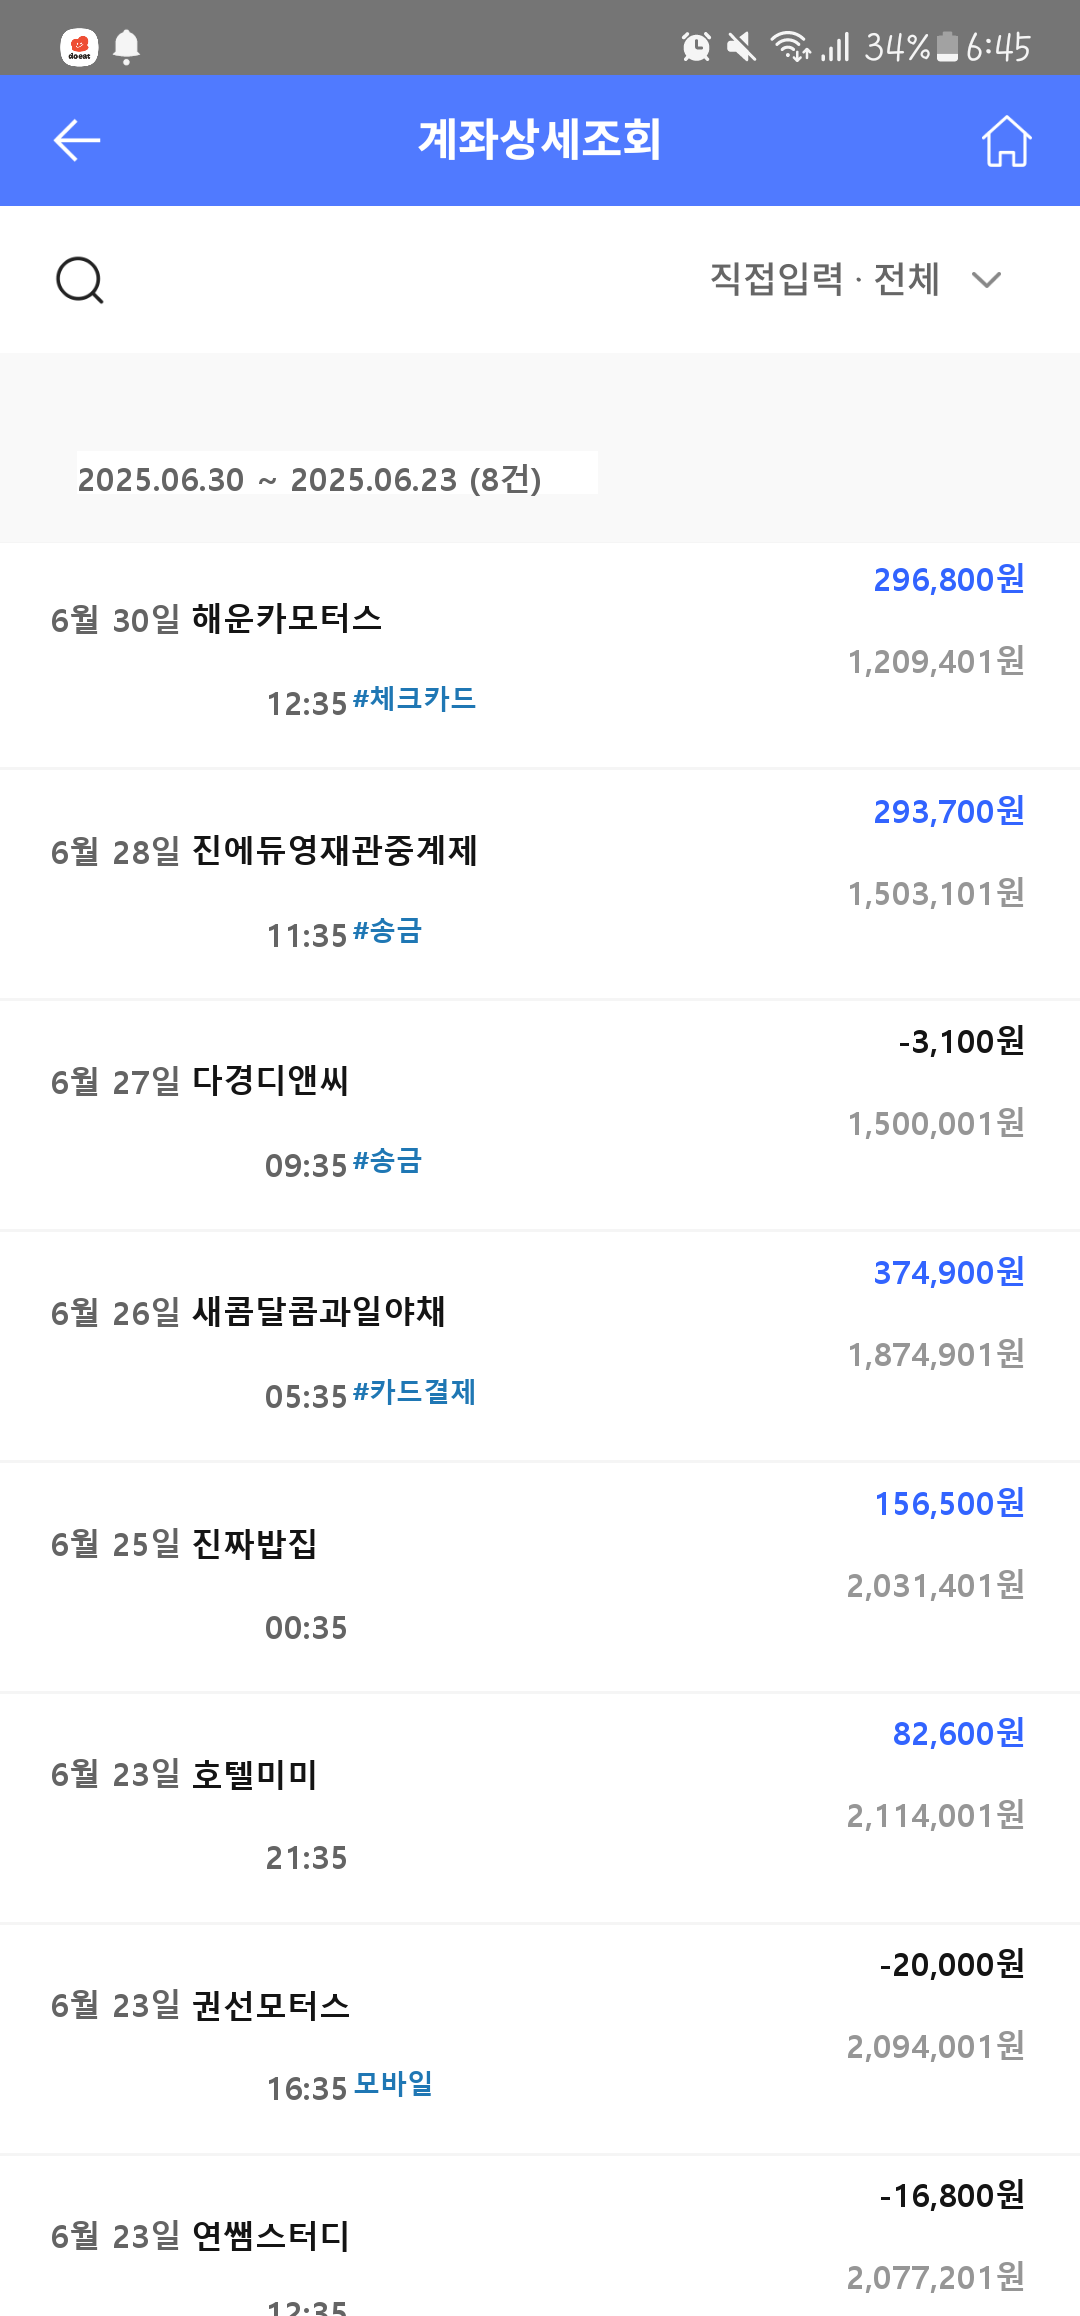 doeat
34% 6:45
계좌상세조회
직접입력 · 전체
2025.06.30 ~ 2025.06.23 (8건)
296,800원
6월 30일 해운카모터스
1,209,401원
12:35 #체크카드
293,700원
6월 28일 진에듀영재관중계제
1,503,101원
11:35 #송금
-3,100원
6월 27일 다경디앤씨
1,500,001원
09:35 #송금
374,900원
6월 26일 새콤달콤과일야채
1,874,901원
05:35 #카드결제
156,500원
6월 25일 진짜밥집
2,031,401원
00:35
82,600원
6월 23일 호텔미미
2,114,001원
21:35
-20,000원
6월 23일 권선모터스
2,094,001원
16:35 모바일
-16,800원
6월 23일 연쌤스터디
2,077,201원
12:35